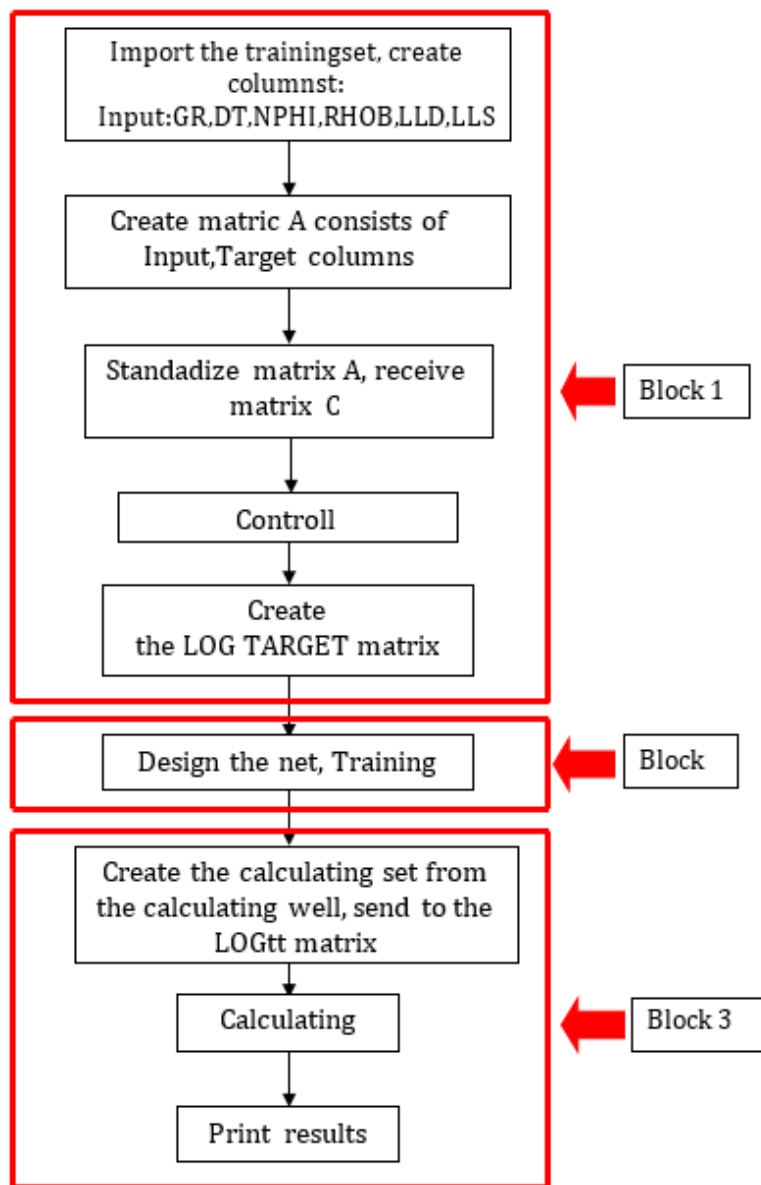 Import the trainingset, create
columnst:
Input:GR,DT,NPHI,RHOB,LLD,LLS
Create matric A consists of
Input,Target columns
Standadize matrix A, receive
matrix C
Block 1
Controll
Create
the LOG TARGET matrix
Design the net, Training
Block
Create the calculating set from
the calculating well, send to the
LOGtt matrix
Calculating
Block 3
Print results